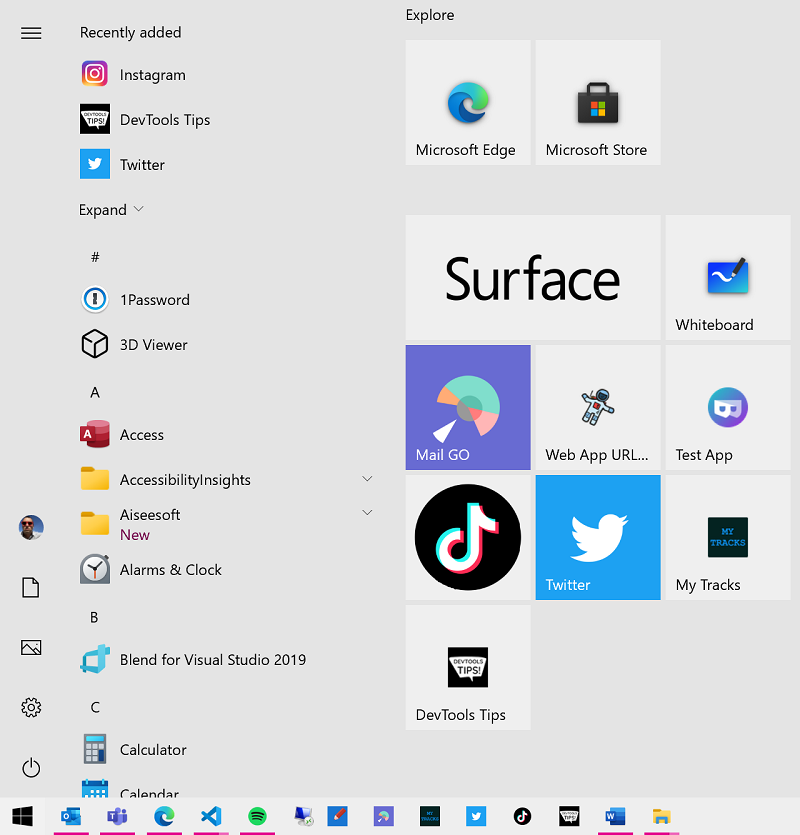 Recently added
Instagram
DevTools Tips
Twitter
Expand
#
1Password
3D Viewer
A
Access
AccessibilityInsights
Aiseesoft
New
Alarms & Clock
B
Blend for Visual Studio 2019
C
Calculator
Calendar
Explore
Microsoft Edge
Microsoft Store
Surface
Whiteboard
Mail GO
Web App URL...
Test App
Twitter
MY
TRACKS
My Tracks
DEVTOOLS
TIPS!
DevTools Tips